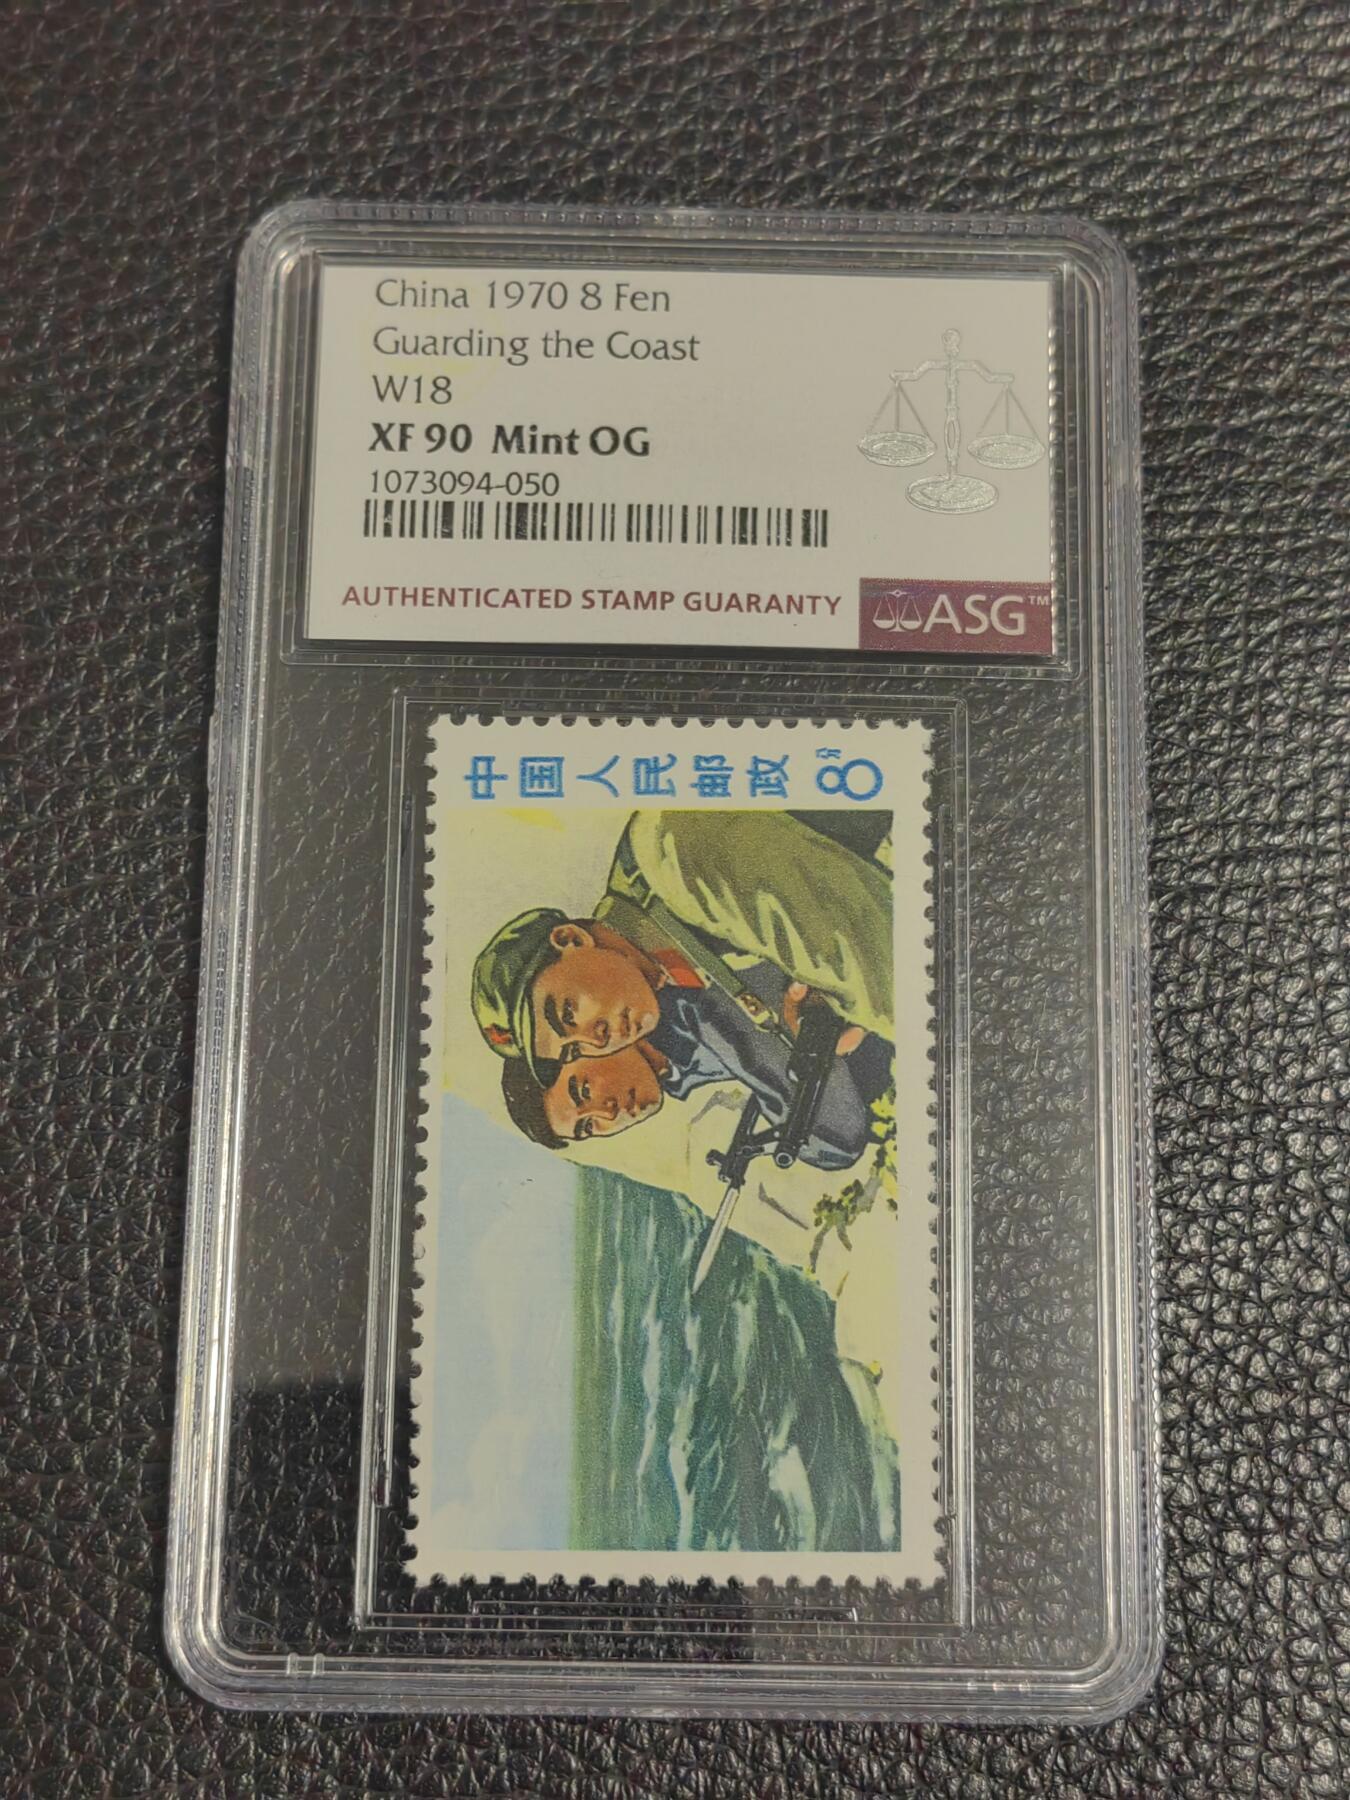 China 1970 8 Fen
Guarding the Coast
W18
XF 90 Mint OG
1073094-050
AUTHENTICATED STAMP GUARANTY
ASG™
中国人民邮政 8分